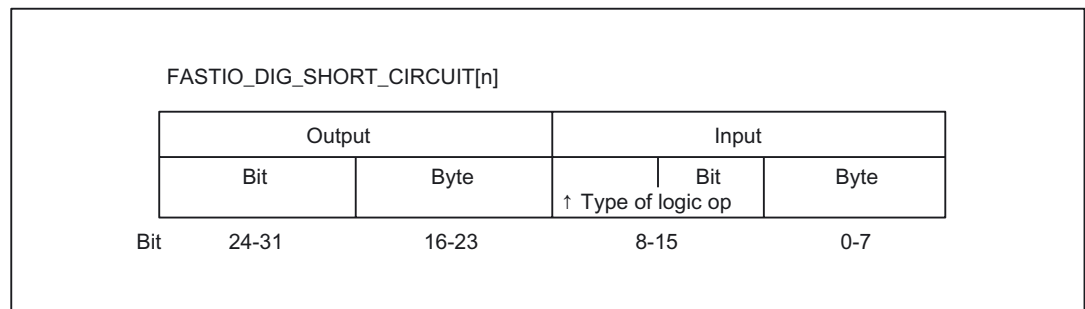 FASTIO_DIG_SHORT_CIRCUIT[n]
Output Input
Bit Byte Bit Byte
↑ Type of logic op
Bit 24-31 16-23 8-15 0-7